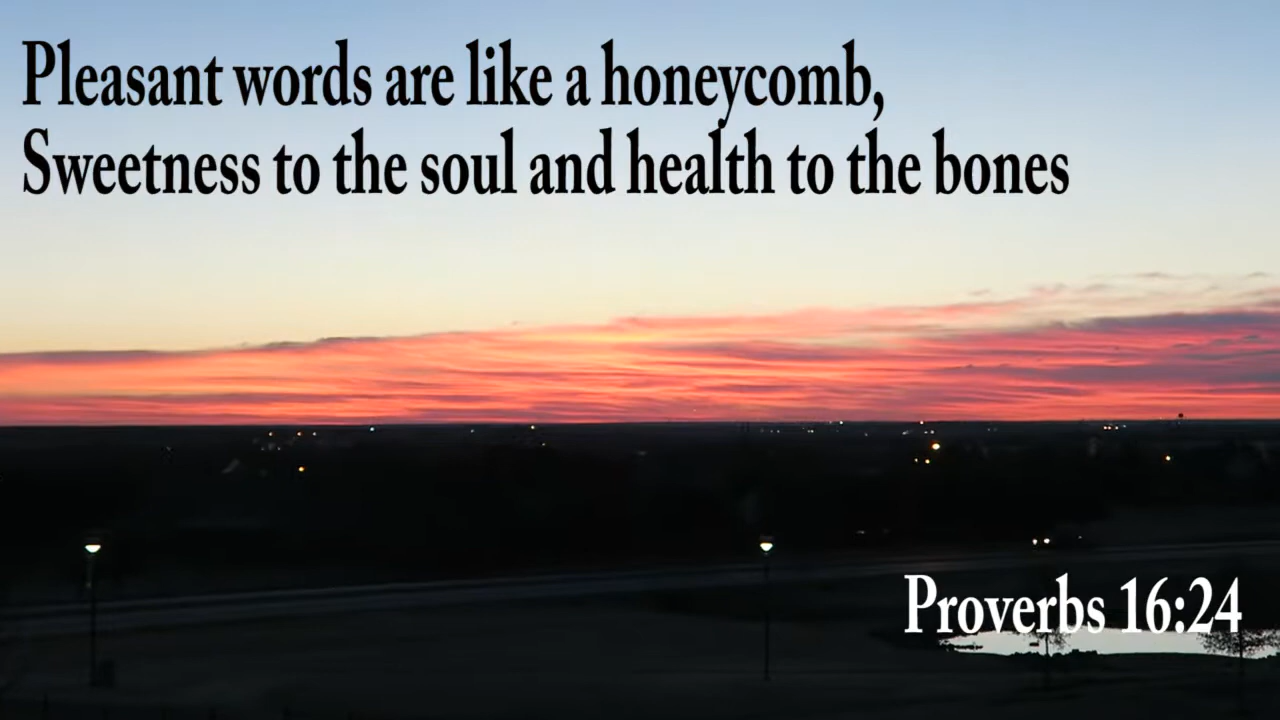 Pleasant words are like a honeycomb,
Sweetness to the soul and health to the bones
Proverbs 16:24